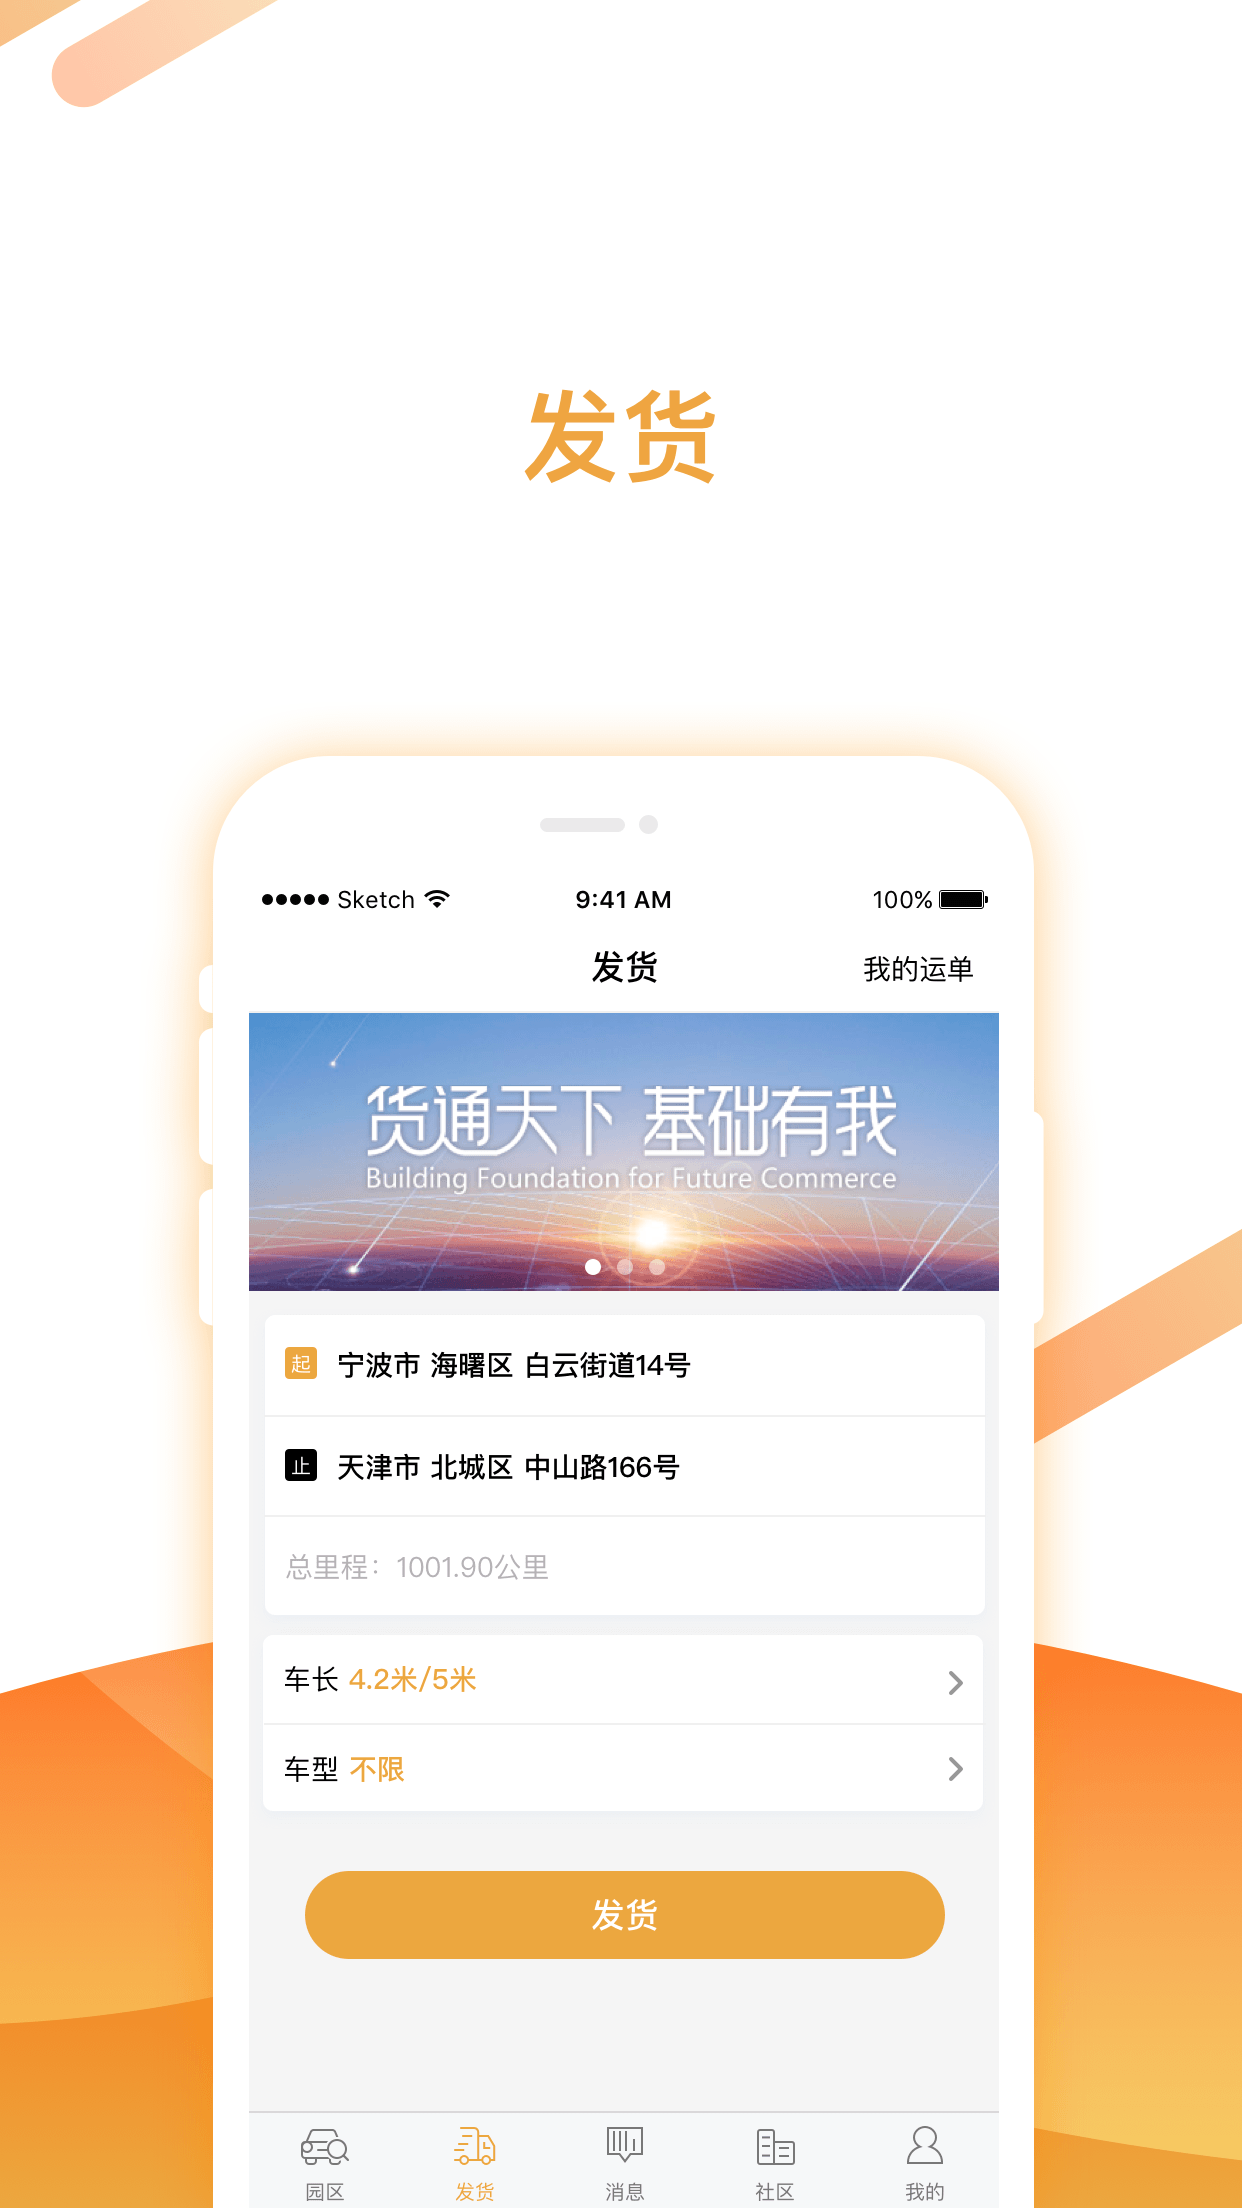 发货
Sketch 9:41 AM 100%
发货 我的运单
货通天下 基础有我
Building Foundation for Future Commerce
起 宁波市 海曙区 白云街道14号
止 天津市 北城区 中山路166号
总里程：1001.90公里
车长 4.2米/5米
车型 不限
发货
园区 发货 消息 社区 我的